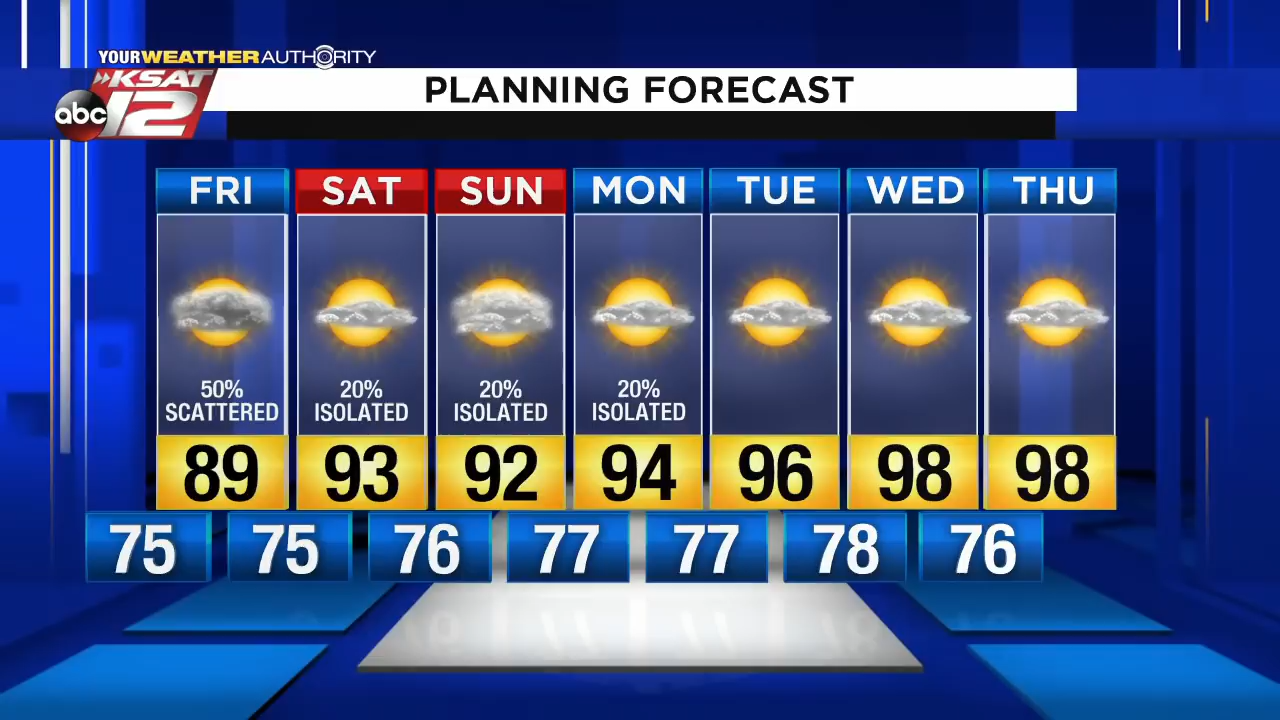 YOURWEATHERAUTHORITY
KSAT
abc 12
PLANNING FORECAST
FRI SAT SUN MON TUE WED THU
50% 20% 20% 20%
SCATTERED ISOLATED ISOLATED ISOLATED
89 93 92 94 96 98 98
75 75 76 77 77 78 76